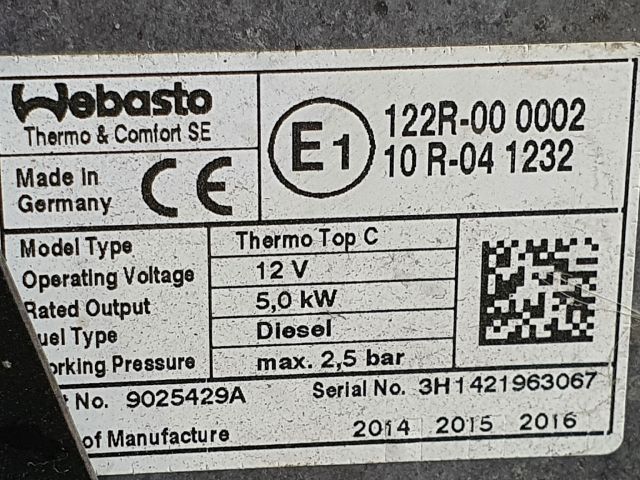 Webasto
Thermo & Comfort SE
Made In
Germany
CE
E1
122R-00 0002
10 R-04 1232
Model Type Thermo Top C
Operating Voltage 12 V
Rated Output 5,0 kW
uel Type Diesel
orking Pressure max. 2,5 bar
No. 9025429A Serial No. 3H1421963067
of Manufacture 2014 2015 2016